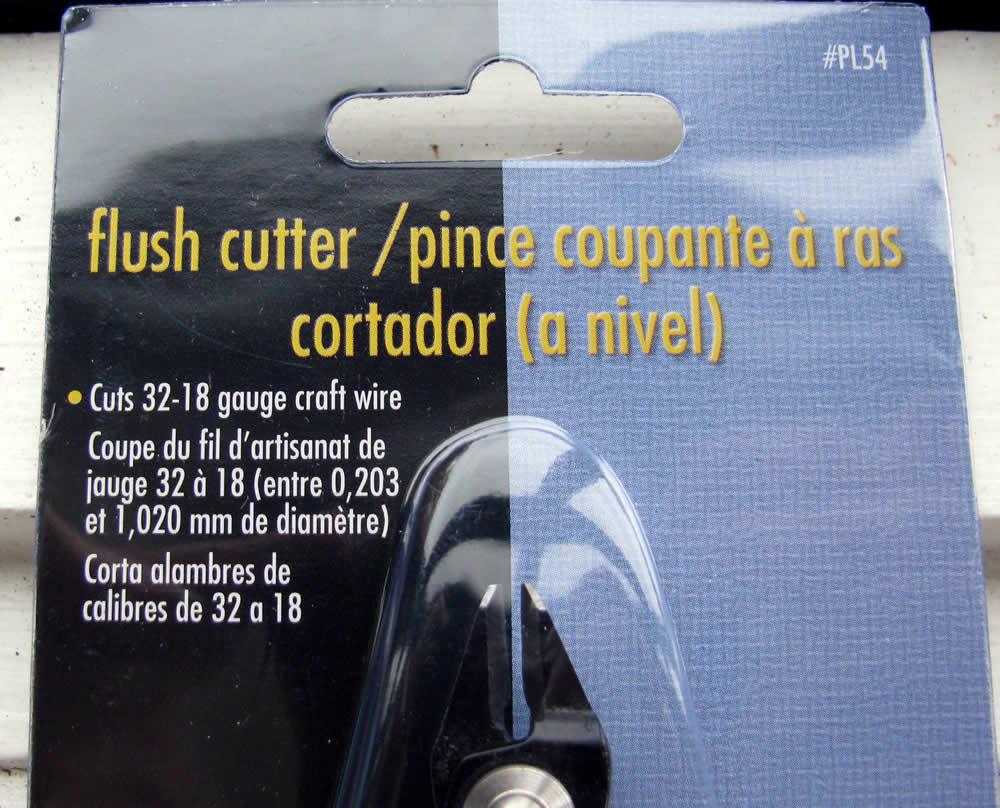 #PL54
flush cutter / pince coupante à ras
cortador (a nivel)
• Cuts 32-18 gauge craft wire
Coupe du fil d'artisanat de
jauge 32 à 18 (entre 0,203
et 1,020 mm de diamètre)
Corta alambres de
calibres de 32 a 18